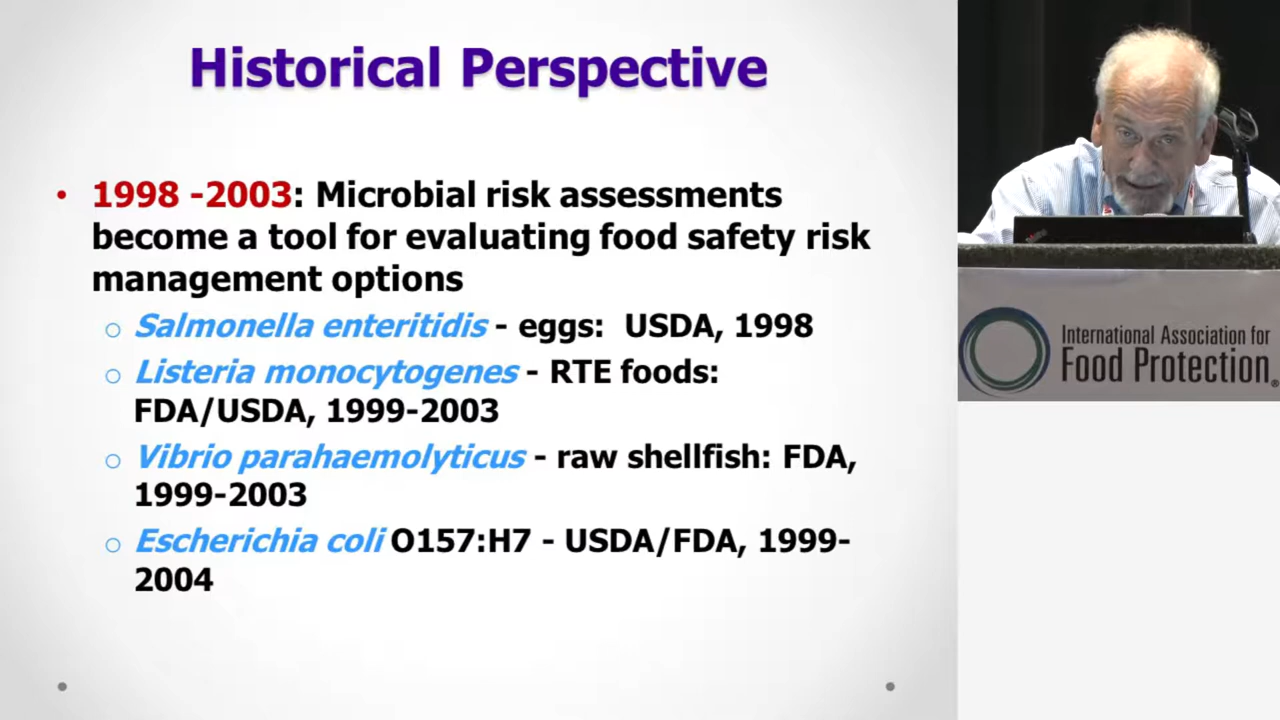 Historical Perspective
• 1998 -2003: Microbial risk assessments
become a tool for evaluating food safety risk
management options
o Salmonella enteritidis - eggs: USDA, 1998
o Listeria monocytogenes - RTE foods:
FDA/USDA, 1999-2003
o Vibrio parahaemolyticus - raw shellfish: FDA,
1999-2003
o Escherichia coli O157:H7 - USDA/FDA, 1999-
2004
International Association for
Food Protection®